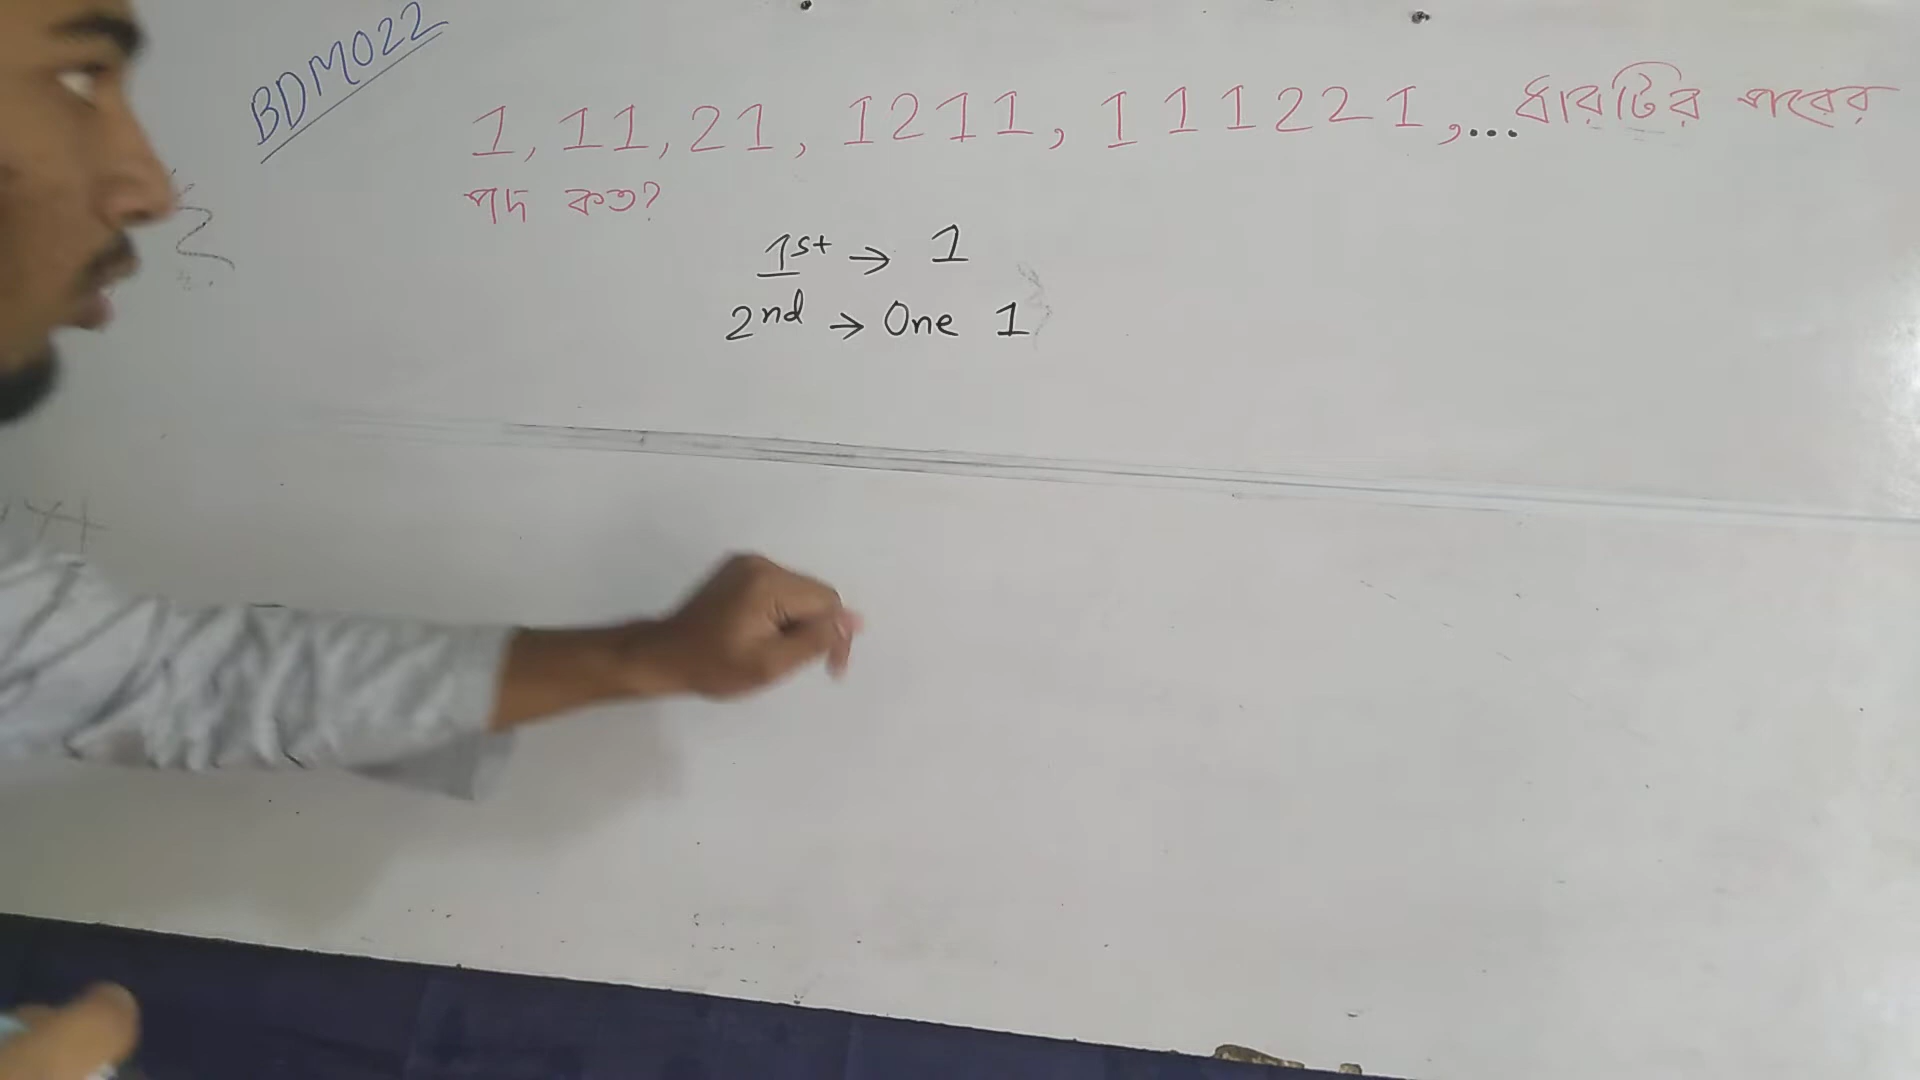 BDMO22
1, 11, 21, 1211, 111221, ... ধারাটির পরের
পদ কত?
1st → 1
2nd → One 1